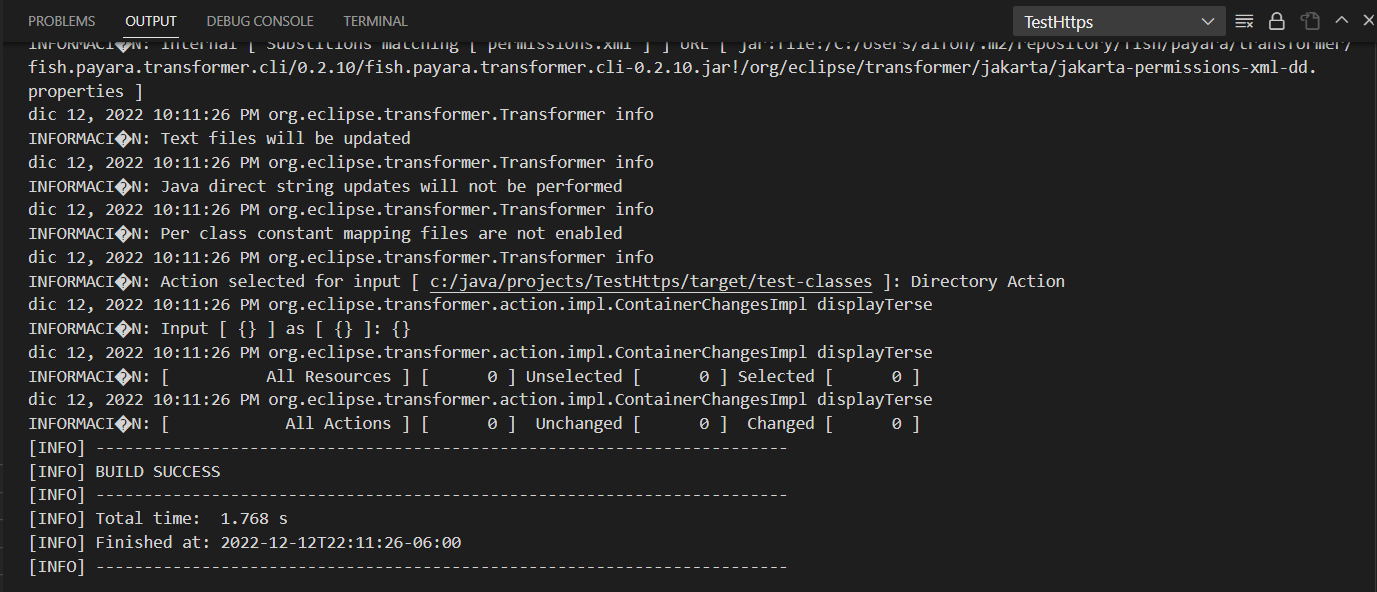 PROBLEMS OUTPUT DEBUG CONSOLE TERMINAL TestHttps
INFORMACI�N: Internal [ Substitions matching [ permissions.xml ] ] URL [ jar:file:/C:/Users/alfon/.m2/repository/fish/payara/transformer/
fish.payara.transformer.cli/0.2.10/fish.payara.transformer.cli-0.2.10.jar!/org/eclipse/transformer/jakarta/jakarta-permissions-xml-dd.
properties ]
dic 12, 2022 10:11:26 PM org.eclipse.transformer.Transformer info
INFORMACI�N: Text files will be updated
dic 12, 2022 10:11:26 PM org.eclipse.transformer.Transformer info
INFORMACI�N: Java direct string updates will not be performed
dic 12, 2022 10:11:26 PM org.eclipse.transformer.Transformer info
INFORMACI�N: Per class constant mapping files are not enabled
dic 12, 2022 10:11:26 PM org.eclipse.transformer.Transformer info
INFORMACI�N: Action selected for input [ c:/java/projects/TestHttps/target/test-classes ]: Directory Action
dic 12, 2022 10:11:26 PM org.eclipse.transformer.action.impl.ContainerChangesImpl displayTerse
INFORMACI�N: Input [ {} ] as [ {} ]: {}
dic 12, 2022 10:11:26 PM org.eclipse.transformer.action.impl.ContainerChangesImpl displayTerse
INFORMACI�N: [          All Resources ] [      0 ] Unselected [      0 ] Selected [      0 ]
dic 12, 2022 10:11:26 PM org.eclipse.transformer.action.impl.ContainerChangesImpl displayTerse
INFORMACI�N: [            All Actions ] [      0 ]  Unchanged [      0 ]  Changed [      0 ]
[INFO] ------------------------------------------------------------------------
[INFO] BUILD SUCCESS
[INFO] ------------------------------------------------------------------------
[INFO] Total time:  1.768 s
[INFO] Finished at: 2022-12-12T22:11:26-06:00
[INFO] ------------------------------------------------------------------------